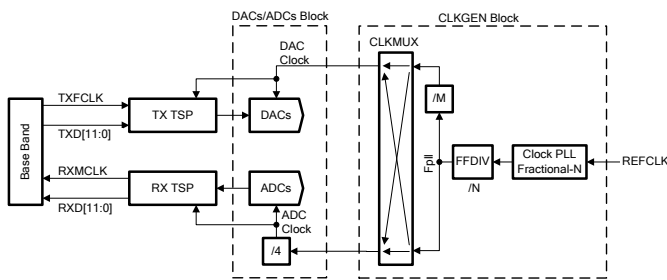 DACs/ADCs Block
CLKGEN Block
DAC
Clock
CLKMUX
TXFCLK
TXD[11:0]
TX TSP
DACs
/M
Base Band
Fpll
FFDIV
/N
Clock PLL
Fractional-N
REFCLK
RXMCLK
RXD[11:0]
RX TSP
ADCs
ADC
Clock
/4